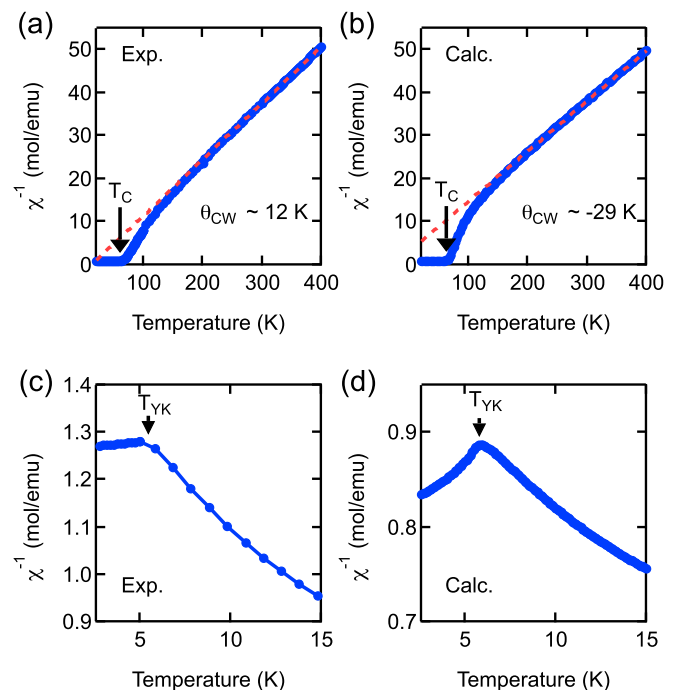 (a)
Exp.
50
40
30
20
10
0
χ⁻¹ (mol/emu)
T_C
θ_CW ~ 12 K
100 200 300 400
Temperature (K)
(b)
Calc.
50
40
30
20
10
0
χ⁻¹ (mol/emu)
T_C
θ_CW ~ -29 K
100 200 300 400
Temperature (K)
(c)
1.4
1.3
1.2
1.1
1.0
0.9
χ⁻¹ (mol/emu)
T_YK
Exp.
5 10 15
Temperature (K)
(d)
0.9
0.8
0.7
χ⁻¹ (mol/emu)
T_YK
Calc.
5 10 15
Temperature (K)